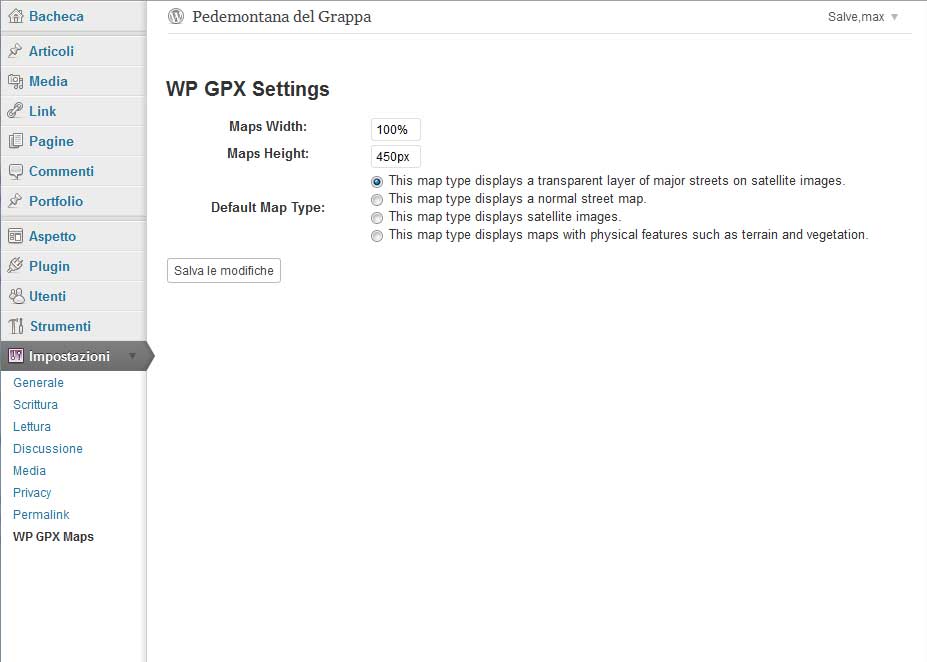 Bacheca
Articoli
Media
Link
Pagine
Commenti
Portfolio
Aspetto
Plugin
Utenti
Strumenti
Impostazioni
Generale
Scrittura
Lettura
Discussione
Media
Privacy
Permalink
WP GPX Maps
Pedemontana del Grappa
Salve,max
WP GPX Settings
Maps Width: 100%
Maps Height: 450px
Default Map Type:
This map type displays a transparent layer of major streets on satellite images.
This map type displays a normal street map.
This map type displays satellite images.
This map type displays maps with physical features such as terrain and vegetation.
Salva le modifiche